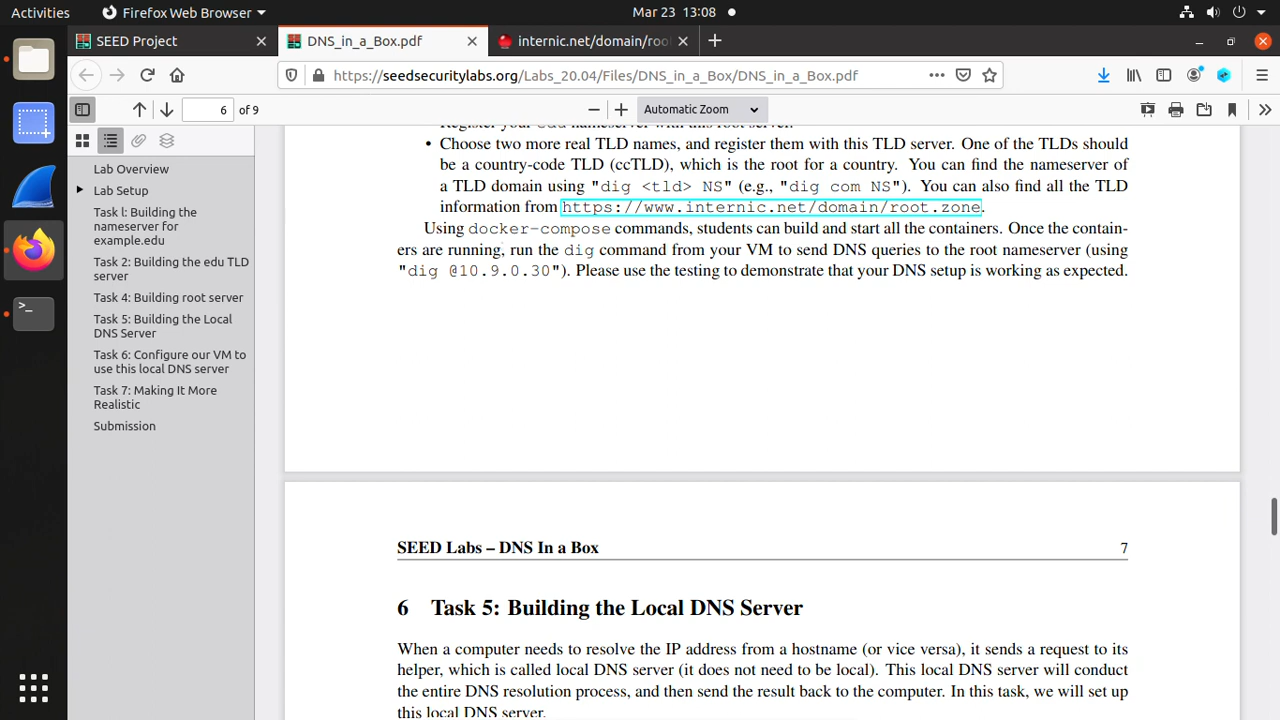 Activities
Firefox Web Browser
Mar 23 13:08
SEED Project
DNS_in_a_Box.pdf
internic.net/domain/roo
https://seedsecuritylabs.org/Labs_20.04/Files/DNS_in_a_Box/DNS_in_a_Box.pdf
6 of 9
Automatic Zoom
Lab Overview
Lab Setup
Task l: Building the
nameserver for
example.edu
Task 2: Building the edu TLD
server
Task 4: Building root server
Task 5: Building the Local
DNS Server
Task 6: Configure our VM to
use this local DNS server
Task 7: Making It More
Realistic
Submission
Register your edu nameserver with this root server.
• Choose two more real TLD names, and register them with this TLD server. One of the TLDs should
be a country-code TLD (ccTLD), which is the root for a country. You can find the nameserver of
a TLD domain using "dig <tld> NS" (e.g., "dig com NS"). You can also find all the TLD
information from https://www.internic.net/domain/root.zone.
Using docker-compose commands, students can build and start all the containers. Once the contain-
ers are running, run the dig command from your VM to send DNS queries to the root nameserver (using
"dig @10.9.0.30"). Please use the testing to demonstrate that your DNS setup is working as expected.
SEED Labs – DNS In a Box 7
6 Task 5: Building the Local DNS Server
When a computer needs to resolve the IP address from a hostname (or vice versa), it sends a request to its
helper, which is called local DNS server (it does not need to be local). This local DNS server will conduct
the entire DNS resolution process, and then send the result back to the computer. In this task, we will set up
this local DNS server.